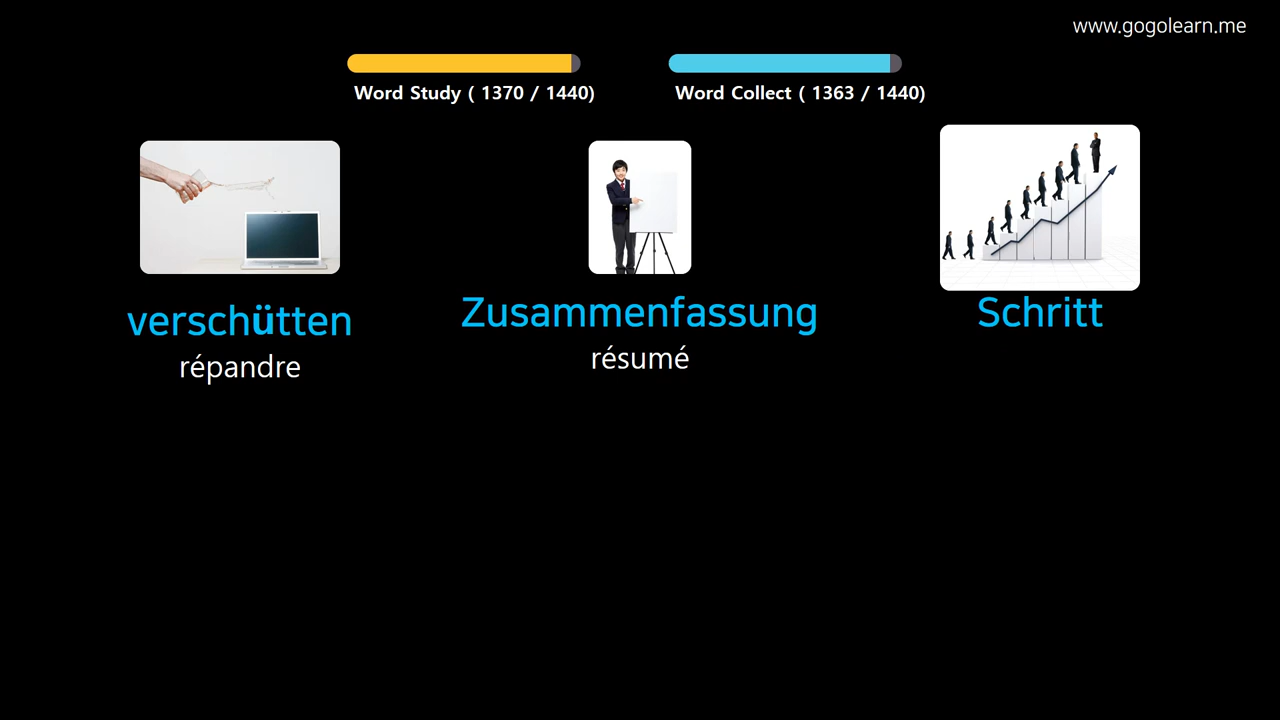 www.gogolearn.me
Word Study ( 1370 / 1440)
Word Collect ( 1363 / 1440)
verschütten
répandre
Zusammenfassung
résumé
Schritt